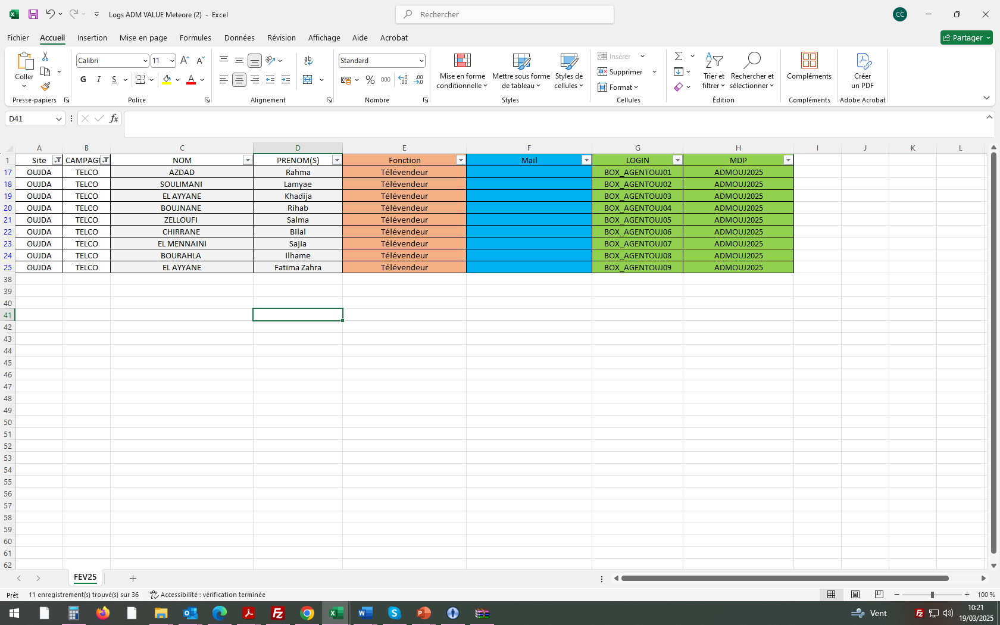 Logs ADM VALUE Meteore (2) - Excel
Rechercher
CC
Fichier Accueil Insertion Mise en page Formules Données Révision Affichage Aide Acrobat
Partager
Coller
Presse-papiers
Calibri 11
G I S
Police
Alignement
Standard
% 000
Nombre
Mise en forme conditionnelle
Mettre sous forme de tableau
Styles de cellules
Styles
Insérer
Supprimer
Format
Cellules
Trier et filtrer
Rechercher et sélectionner
Édition
Compléments
Compléments
Créer un PDF
Adobe Acrobat
D41
fx
A B C D E F G H I J K L
1 Site CAMPAG NOM PRENOM(S) Fonction Mail LOGIN MDP
17 OUJDA TELCO AZDAD Rahma Télévendeur BOX_AGENTOUJ01 ADMOUJ2025
18 OUJDA TELCO SOULIMANI Lamyae Télévendeur BOX_AGENTOUJ02 ADMOUJ2025
19 OUJDA TELCO EL AYYANE Khadija Télévendeur BOX_AGENTOUJ03 ADMOUJ2025
20 OUJDA TELCO BOUJNANE Rihab Télévendeur BOX_AGENTOUJ04 ADMOUJ2025
21 OUJDA TELCO ZELLOUFI Salma Télévendeur BOX_AGENTOUJ05 ADMOUJ2025
22 OUJDA TELCO CHIRRANE Bilal Télévendeur BOX_AGENTOUJ06 ADMOUJ2025
23 OUJDA TELCO EL MENNAINI Sajia Télévendeur BOX_AGENTOUJ07 ADMOUJ2025
24 OUJDA TELCO BOURAHLA Ilhame Télévendeur BOX_AGENTOUJ08 ADMOUJ2025
25 OUJDA TELCO EL AYYANE Fatima Zahra Télévendeur BOX_AGENTOUJ09 ADMOUJ2025
38
39
40
41
42
43
44
45
46
47
48
49
50
51
52
53
54
55
56
57
58
59
60
61
62
FEV25
Prêt 11 enregistrement(s) trouvé(s) sur 36 Accessibilité : vérification terminée 100 %
Vent
10:21
19/03/2025